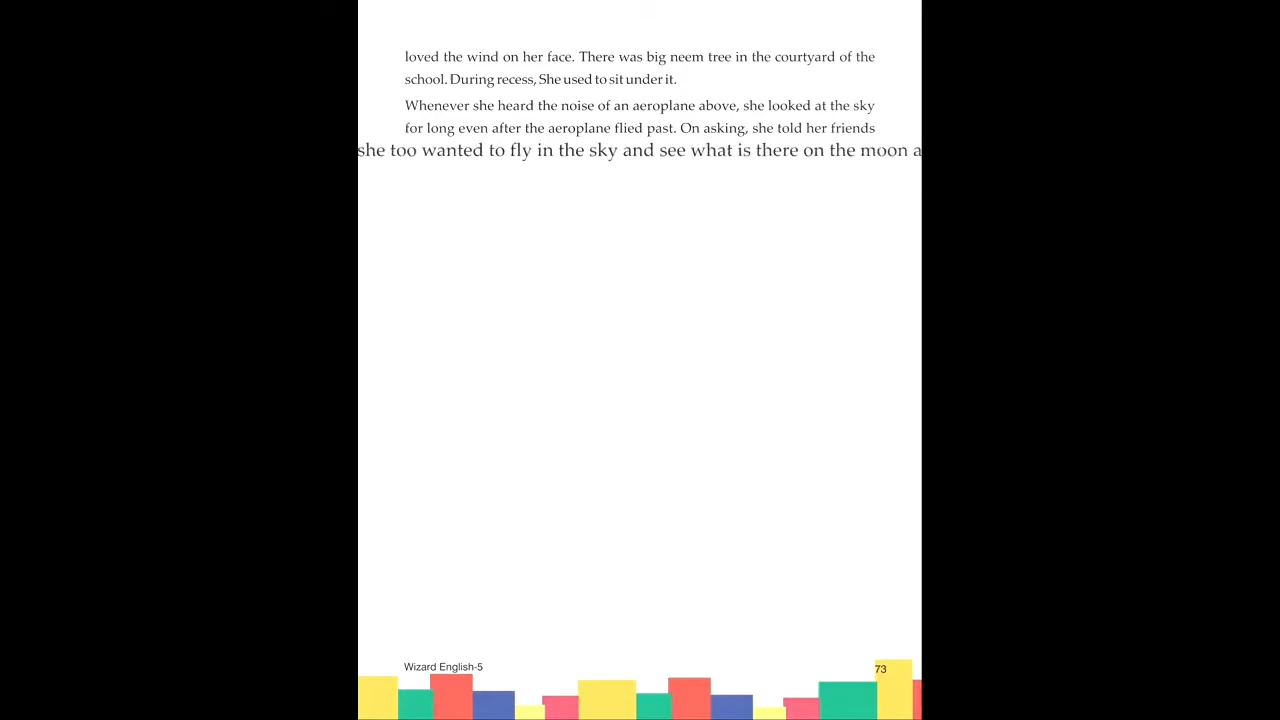 loved the wind on her face. There was big neem tree in the courtyard of the
school. During recess, She used to sit under it.
Whenever she heard the noise of an aeroplane above, she looked at the sky
for long even after the aeroplane flied past. On asking, she told her friends
she too wanted to fly in the sky and see what is there on the moon a
Wizard English-5
73